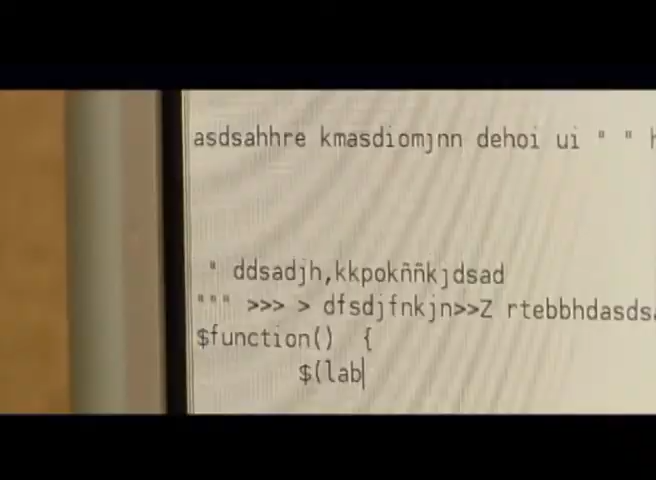 asdsahhre kmasdiomjnn dehoi ui " " h
" ddsadjh,kkpokññkjdsad
""" >>> > dfsdjfnkjn>>Z rtebbhdasds
$function() {
$(lab